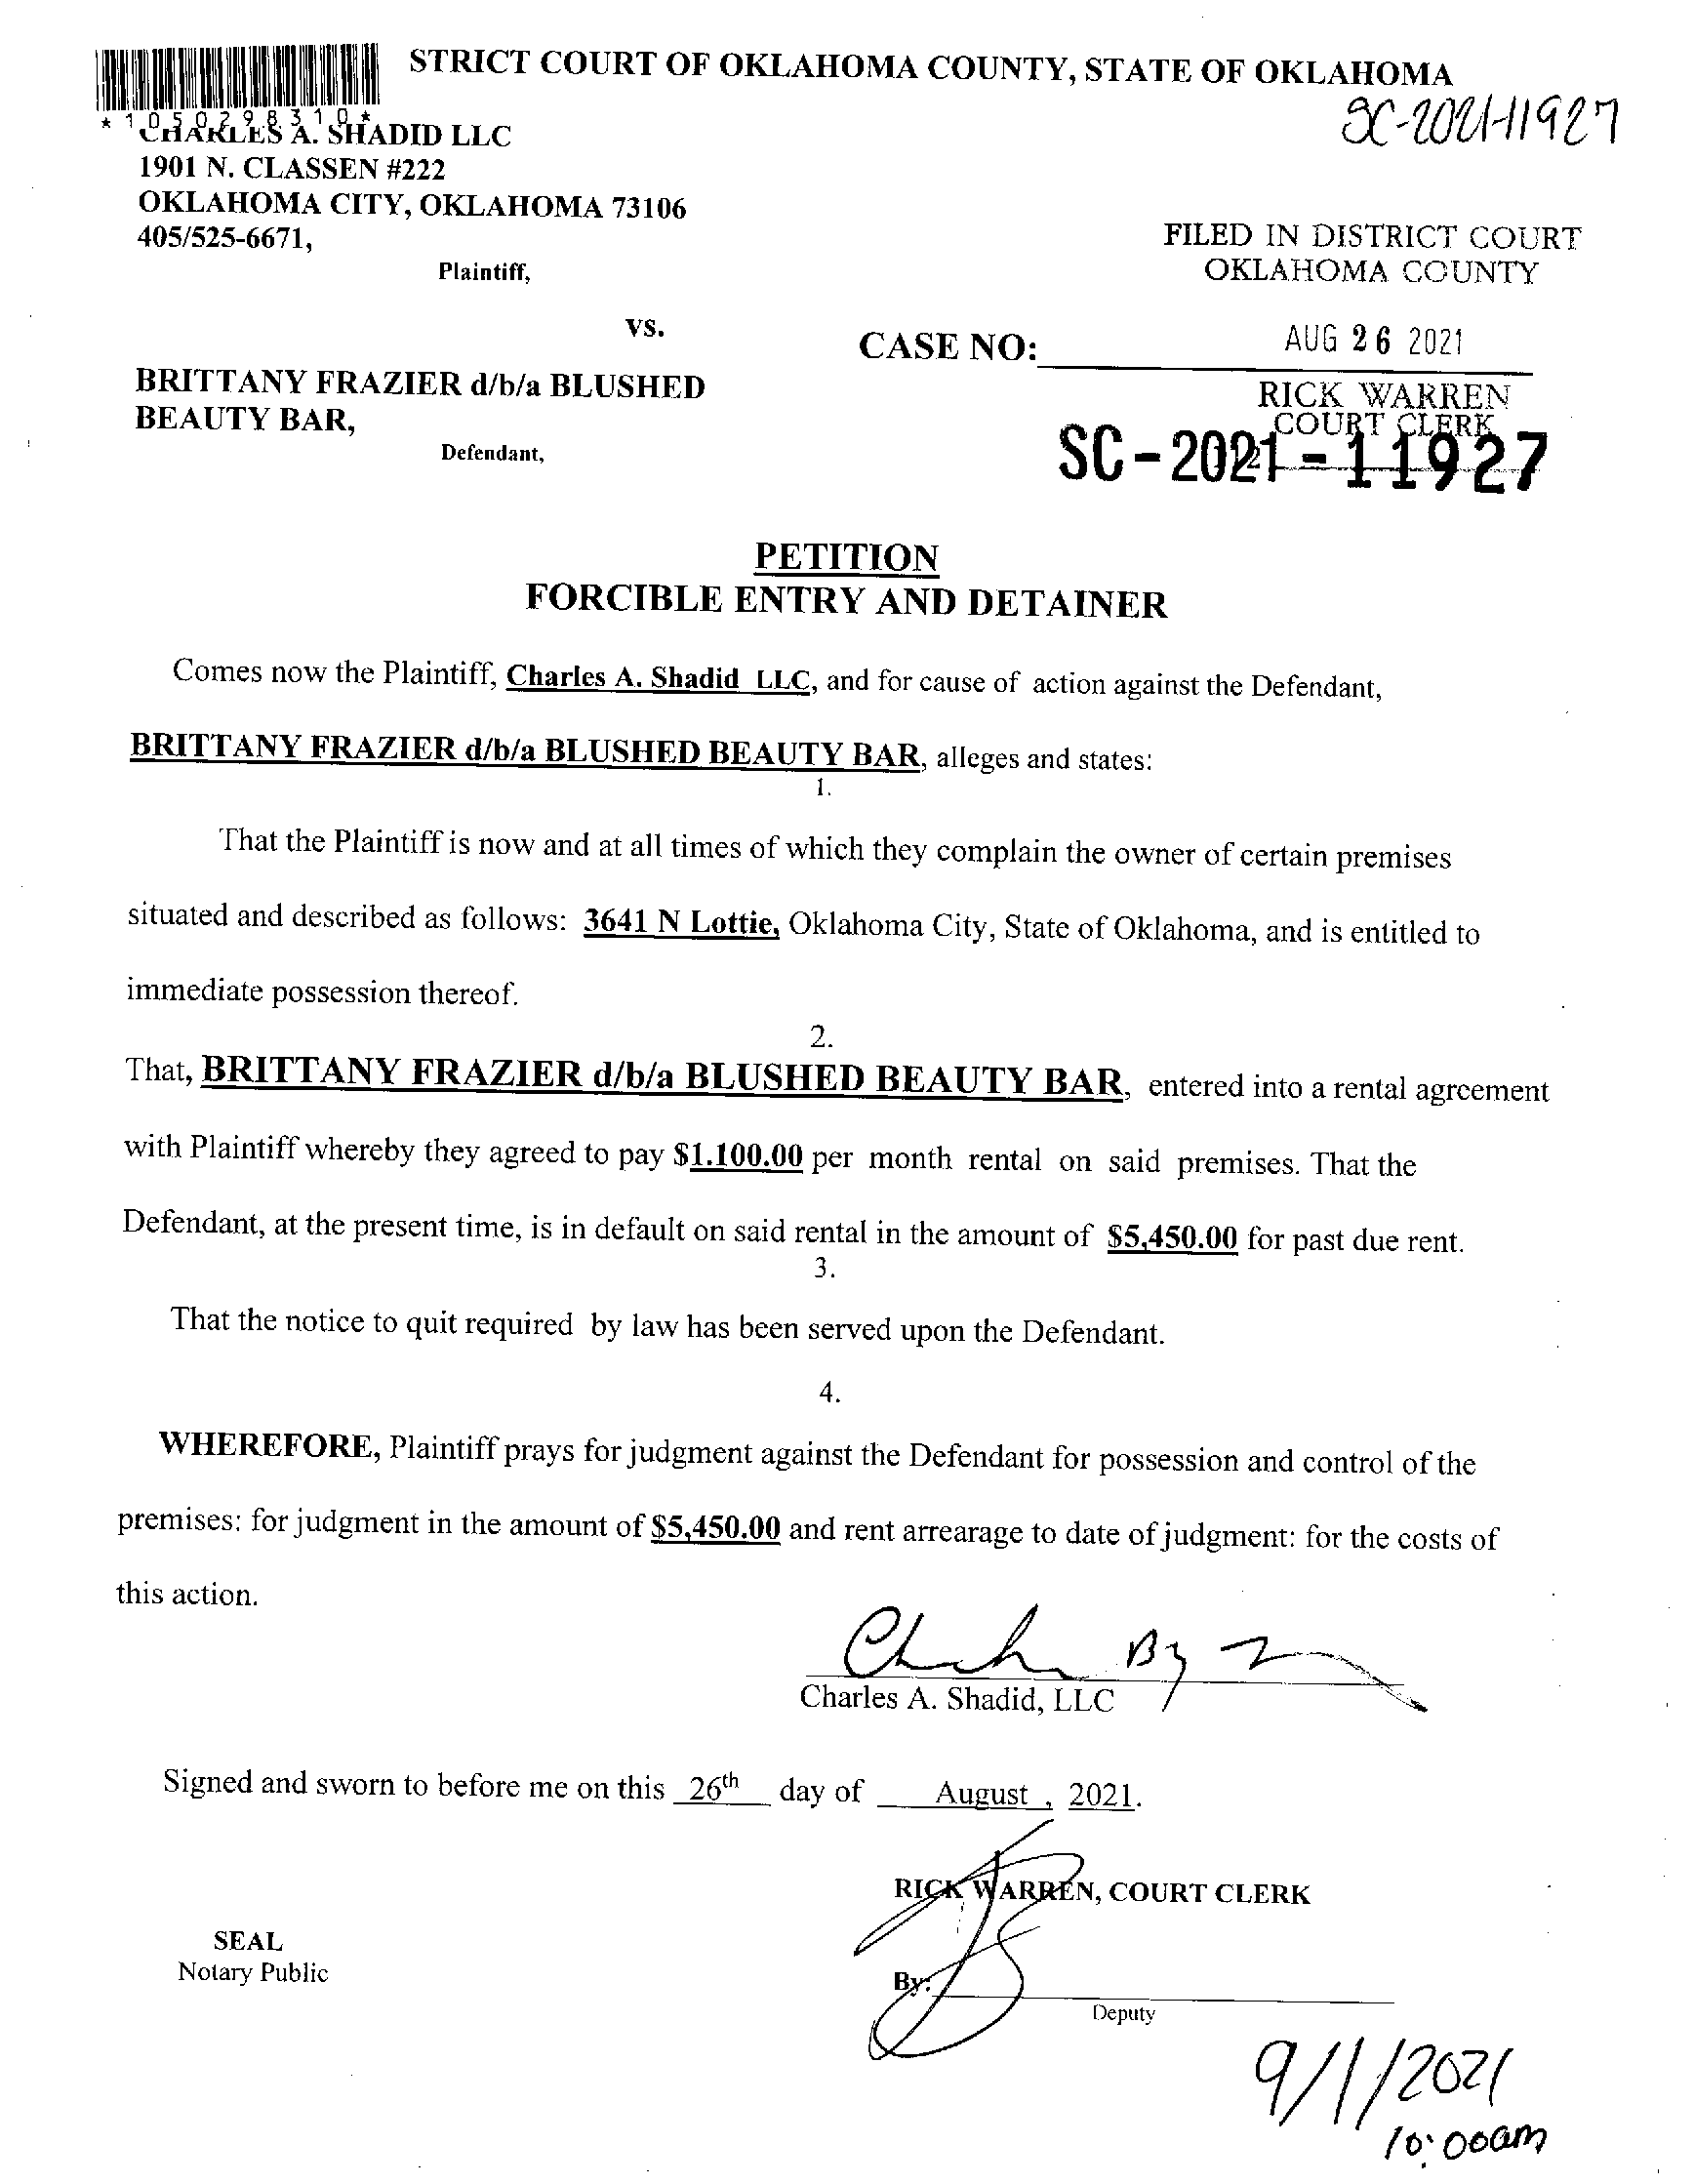 STRICT COURT OF OKLAHOMA COUNTY, STATE OF OKLAHOMA
*1050298310*
SC-2021-11927
CHARLES A. SHADID LLC
1901 N. CLASSEN #222
OKLAHOMA CITY, OKLAHOMA 73106
405/525-6671,
Plaintiff,
FILED IN DISTRICT COURT
OKLAHOMA COUNTY
vs.
CASE NO:
AUG 26 2021
BRITTANY FRAZIER d/b/a BLUSHED
BEAUTY BAR,
Defendant,
RICK WARREN
COURT CLERK
SC-2021-11927
PETITION
FORCIBLE ENTRY AND DETAINER
Comes now the Plaintiff, Charles A. Shadid LLC, and for cause of action against the Defendant,
BRITTANY FRAZIER d/b/a BLUSHED BEAUTY BAR, alleges and states:
1.
That the Plaintiff is now and at all times of which they complain the owner of certain premises
situated and described as follows: 3641 N Lottie, Oklahoma City, State of Oklahoma, and is entitled to
immediate possession thereof.
2.
That, BRITTANY FRAZIER d/b/a BLUSHED BEAUTY BAR, entered into a rental agreement
with Plaintiff whereby they agreed to pay $1.100.00 per month rental on said premises. That the
Defendant, at the present time, is in default on said rental in the amount of $5,450.00 for past due rent.
3.
That the notice to quit required by law has been served upon the Defendant.
4.
WHEREFORE, Plaintiff prays for judgment against the Defendant for possession and control of the
premises: for judgment in the amount of $5,450.00 and rent arrearage to date of judgment: for the costs of
this action.
By
Charles A. Shadid, LLC
Signed and sworn to before me on this 26th day of August , 2021.
RICK WARREN, COURT CLERK
SEAL
Notary Public
By:
Deputy
9/1/2021
10:00am